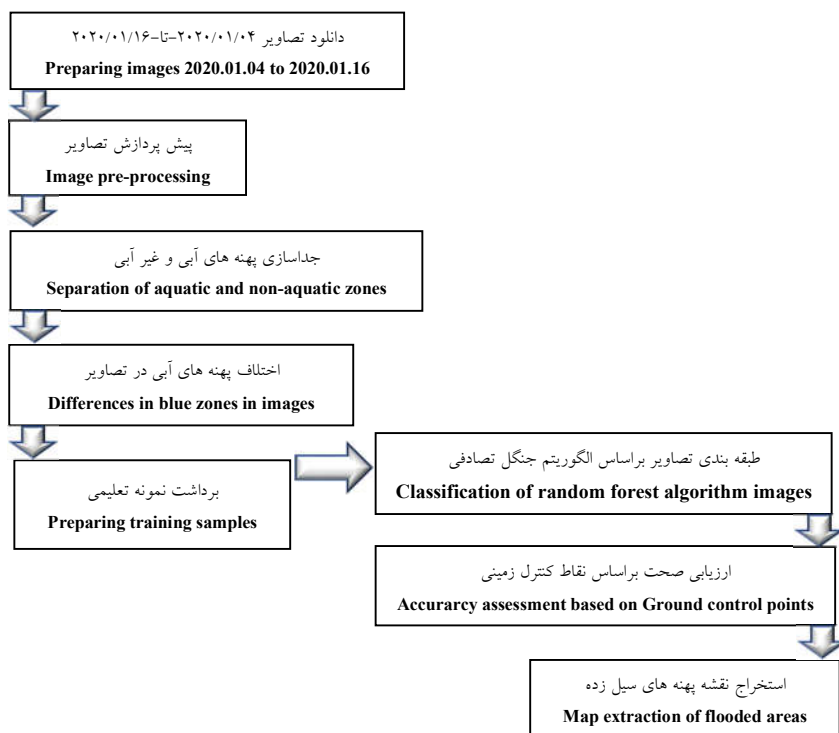 دانلود تصاویر ۲۰۲۰/۰۱/۰۴-تا-۲۰۲۰/۰۱/۱۶
Preparing images 2020.01.04 to 2020.01.16
پیش پردازش تصاویر
Image pre-processing
جداسازی پهنه های آبی و غیر آبی
Separation of aquatic and non-aquatic zones
اختلاف پهنه های آبی در تصاویر
Differences in blue zones in images
برداشت نمونه تعلیمی
Preparing training samples
طبقه بندی تصاویر براساس الگوریتم جنگل تصادفی
Classification of random forest algorithm images
ارزیابی صحت براساس نقاط کنترل زمینی
Accurarcy assessment based on Ground control points
استخراج نقشه پهنه های سیل زده
Map extraction of flooded areas